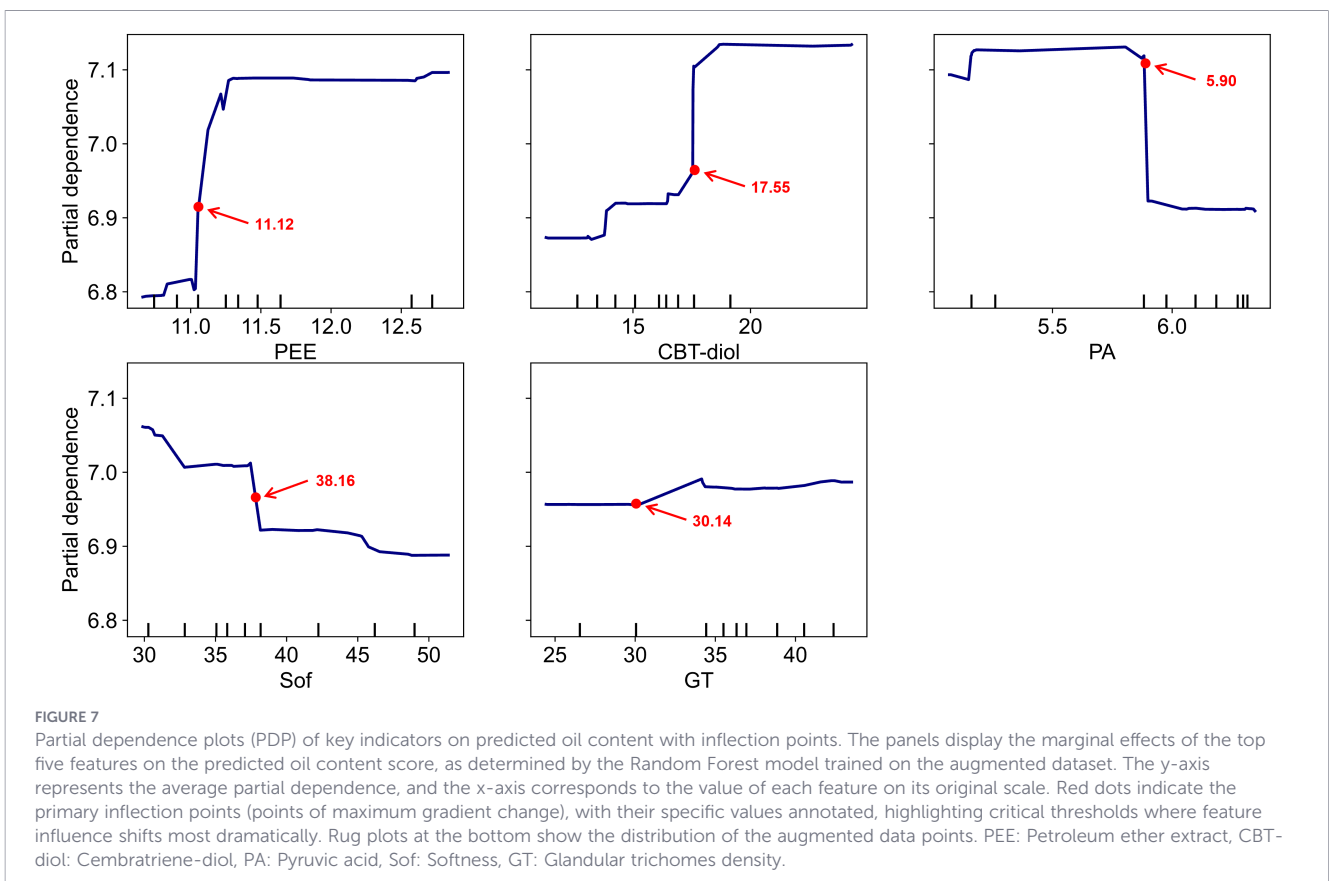 Partial dependence
7.1
7.0
6.9
6.8
11.12
11.0 11.5 12.0 12.5
PEE
17.55
15 20
CBT-diol
5.90
5.5 6.0
PA
Partial dependence
7.1
7.0
6.9
6.8
38.16
30 35 40 45 50
Sof
30.14
25 30 35 40
GT
FIGURE 7
Partial dependence plots (PDP) of key indicators on predicted oil content with inflection points. The panels display the marginal effects of the top
five features on the predicted oil content score, as determined by the Random Forest model trained on the augmented dataset. The y-axis
represents the average partial dependence, and the x-axis corresponds to the value of each feature on its original scale. Red dots indicate the
primary inflection points (points of maximum gradient change), with their specific values annotated, highlighting critical thresholds where feature
influence shifts most dramatically. Rug plots at the bottom show the distribution of the augmented data points. PEE: Petroleum ether extract, CBT-
diol: Cembratriene-diol, PA: Pyruvic acid, Sof: Softness, GT: Glandular trichomes density.